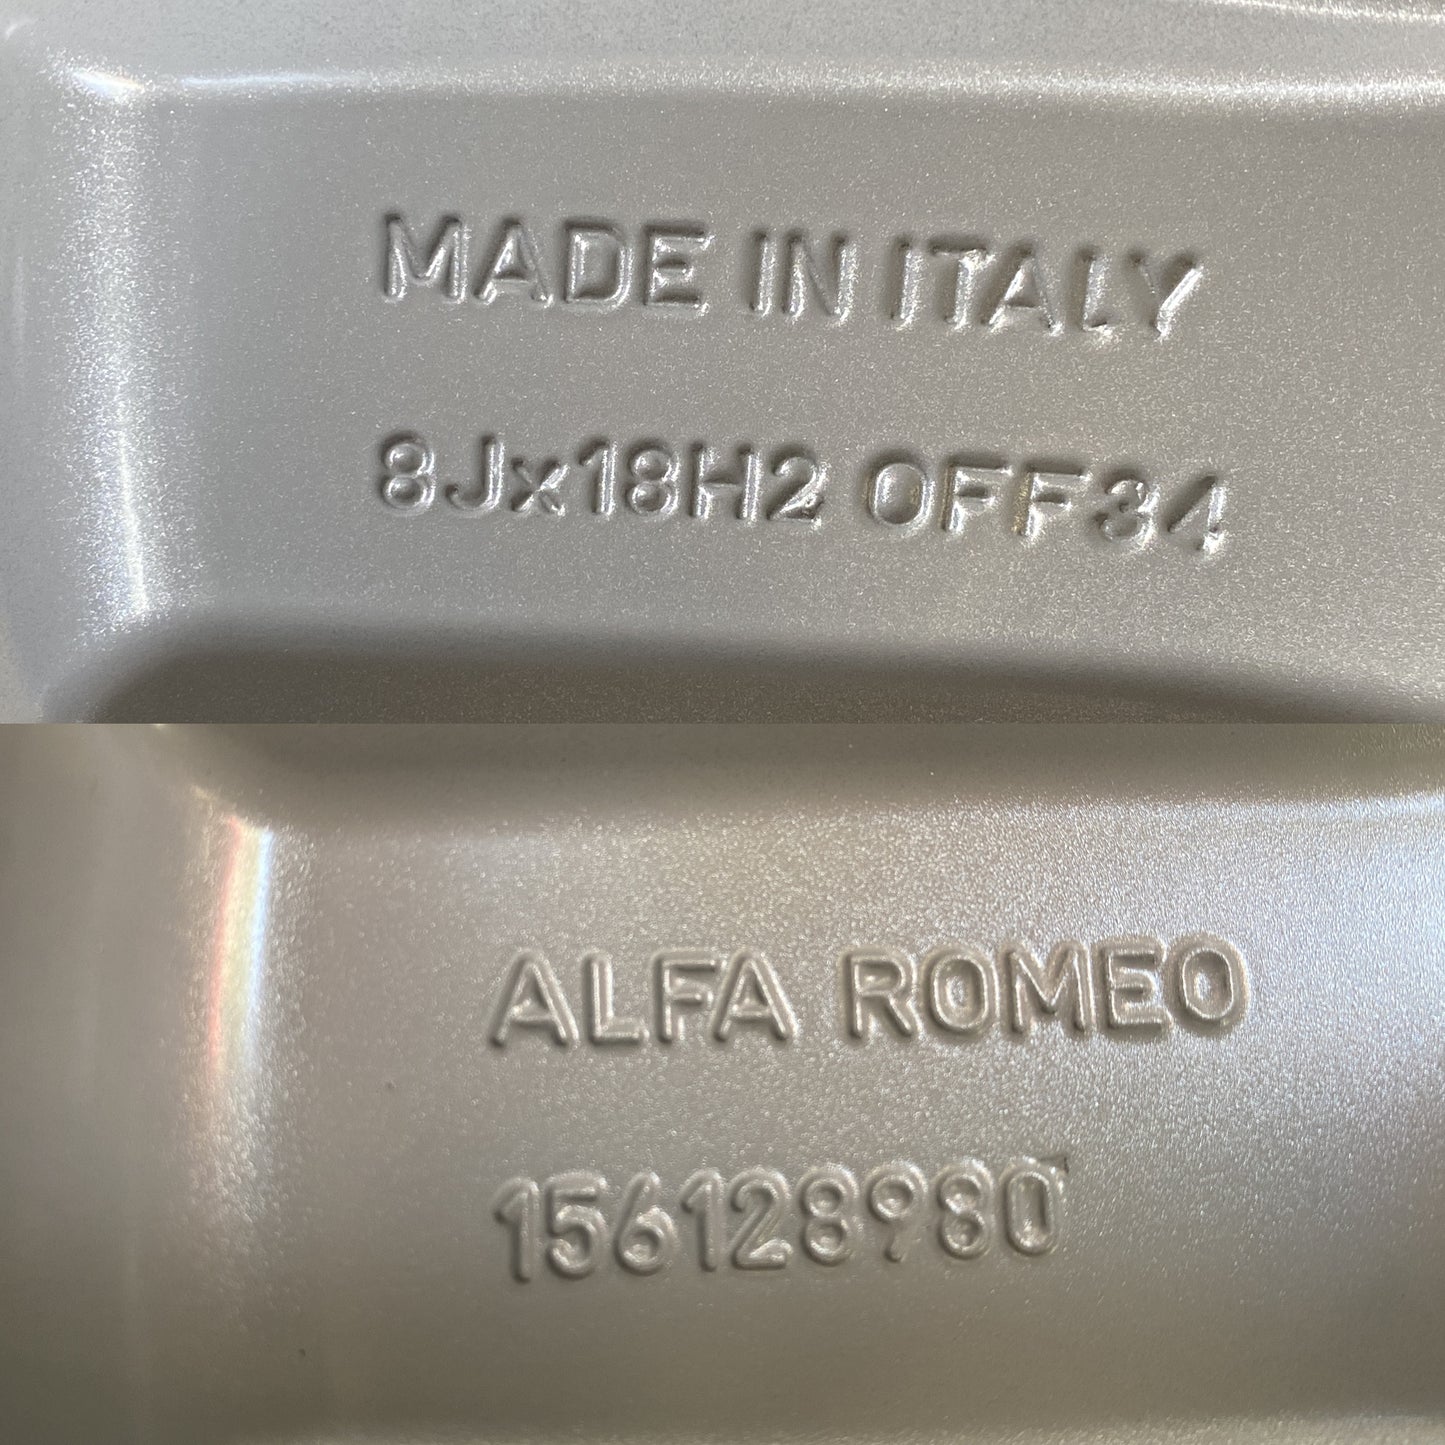 MADE IN ITALY
8Jx18H2 OFF34
ALFA ROMEO
156128980